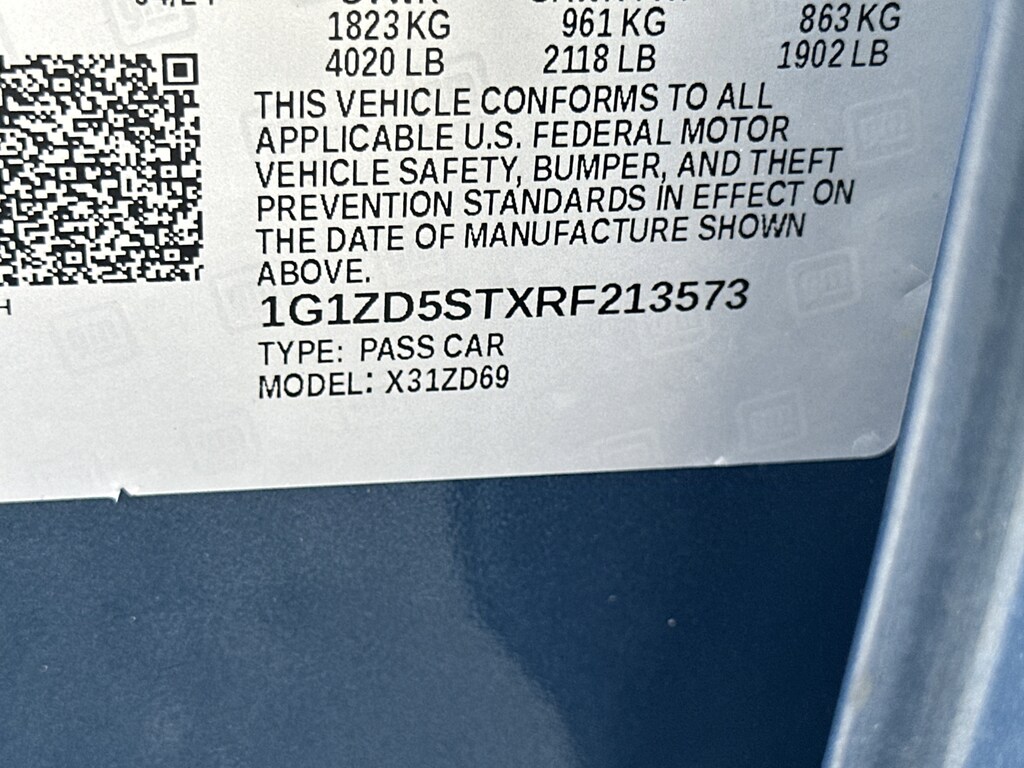 1823 KG 961 KG 863 KG
4020 LB 2118 LB 1902 LB
THIS VEHICLE CONFORMS TO ALL
APPLICABLE U.S. FEDERAL MOTOR
VEHICLE SAFETY, BUMPER, AND THEFT
PREVENTION STANDARDS IN EFFECT ON
THE DATE OF MANUFACTURE SHOWN
ABOVE.
H
1G1ZD5STXRF213573
TYPE: PASS CAR
MODEL: X31ZD69